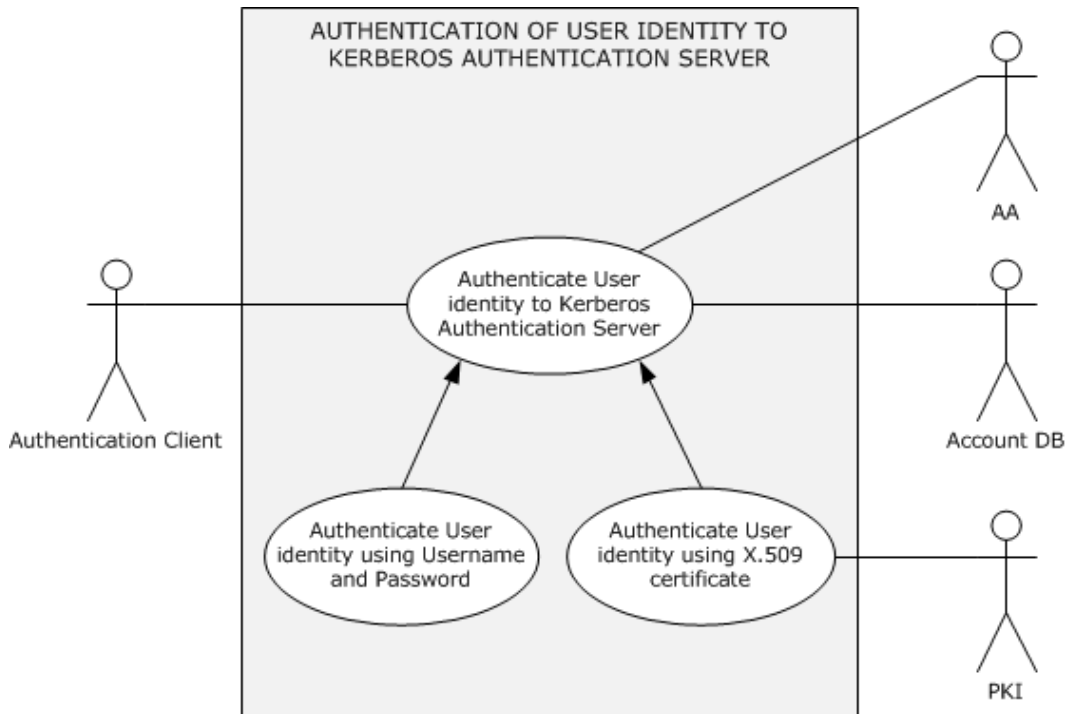 AUTHENTICATION OF USER IDENTITY TO
KERBEROS AUTHENTICATION SERVER
AA
Authenticate User
identity to Kerberos
Authentication Server
Authentication Client
Account DB
Authenticate User
identity using Username
and Password
Authenticate User
identity using X.509
certificate
PKI